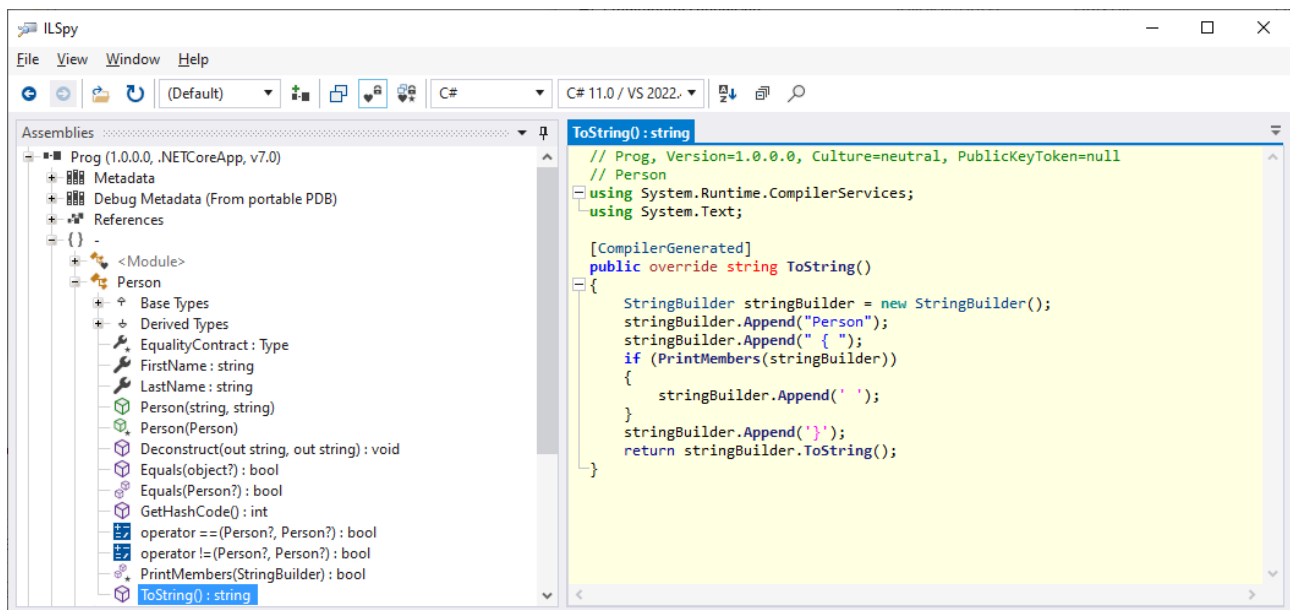 ILSpy
File View Window Help
(Default) C# C# 11.0 / VS 2022.
Assemblies
Prog (1.0.0.0, .NETCoreApp, v7.0)
Metadata
Debug Metadata (From portable PDB)
References
{ } -
<Module>
Person
Base Types
Derived Types
EqualityContract : Type
FirstName : string
LastName : string
Person(string, string)
Person(Person)
Deconstruct(out string, out string) : void
Equals(object?) : bool
Equals(Person?) : bool
GetHashCode() : int
operator ==(Person?, Person?) : bool
operator !=(Person?, Person?) : bool
PrintMembers(StringBuilder) : bool
ToString() : string
ToString() : string
// Prog, Version=1.0.0.0, Culture=neutral, PublicKeyToken=null
// Person
using System.Runtime.CompilerServices;
using System.Text;
[CompilerGenerated]
public override string ToString()
{
StringBuilder stringBuilder = new StringBuilder();
stringBuilder.Append("Person");
stringBuilder.Append(" { ");
if (PrintMembers(stringBuilder))
{
stringBuilder.Append(' ');
}
stringBuilder.Append('}');
return stringBuilder.ToString();
}